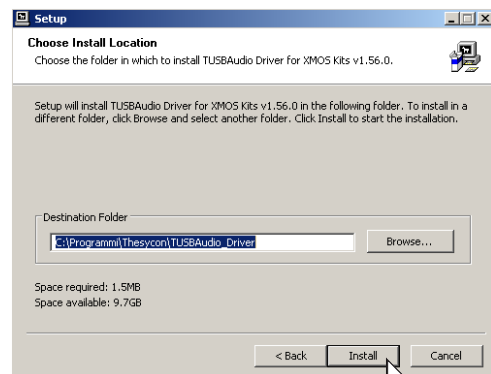 Setup
Choose Install Location
Choose the folder in which to install TUSBAudio Driver for XMOS Kits v1.56.0.
Setup will install TUSBAudio Driver for XMOS Kits v1.56.0 in the following folder. To install in a
different folder, click Browse and select another folder. Click Install to start the installation.
Destination Folder
C:\Programmi\Thesycon\TUSBAudio_Driver
Browse...
Space required: 1.5MB
Space available: 9.7GB
< Back
Install
Cancel